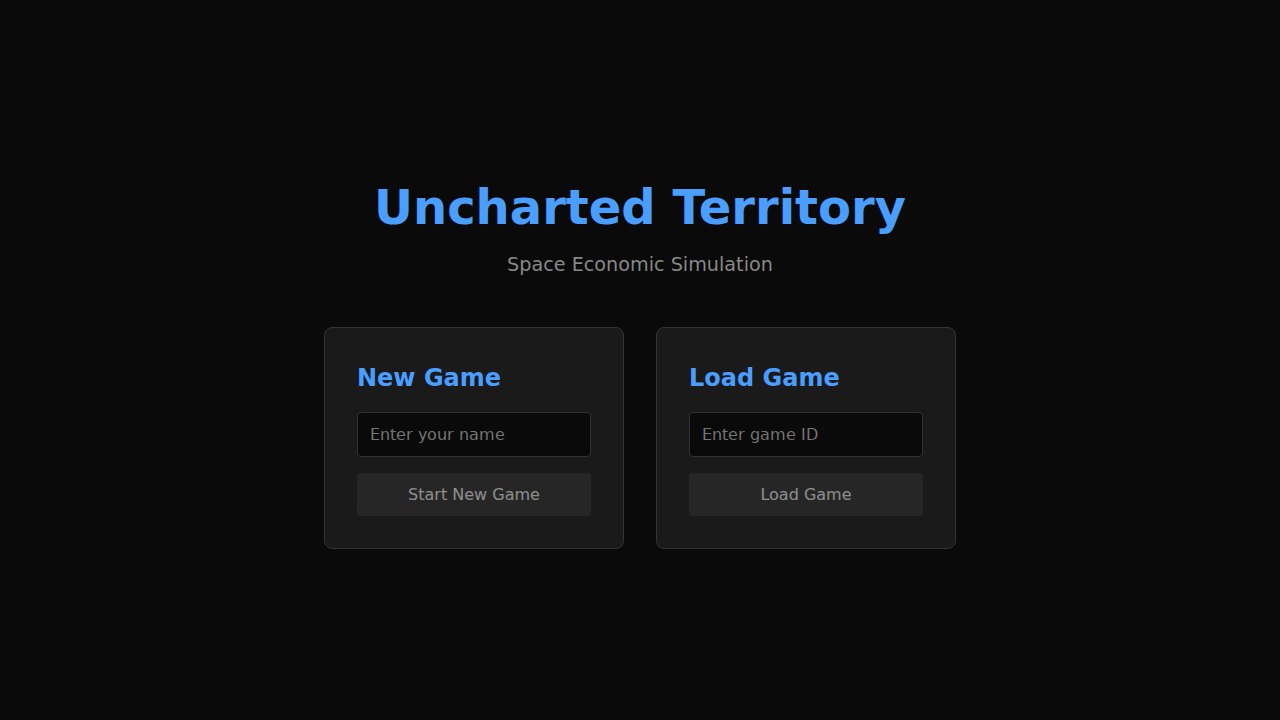 Uncharted Territory
Space Economic Simulation
New Game
Enter your name
Start New Game
Load Game
Enter game ID
Load Game